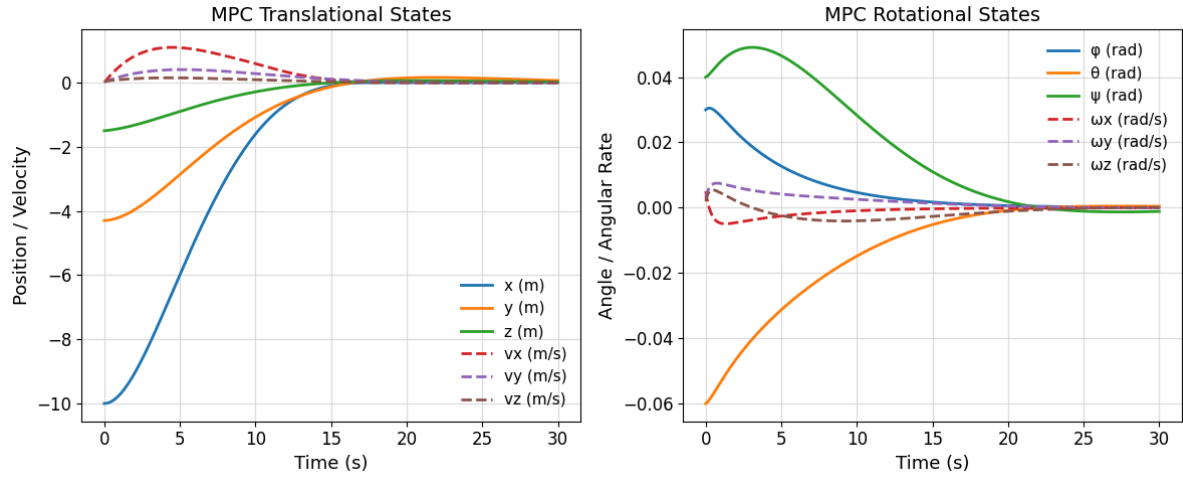 MPC Translational States
Position / Velocity
0
−2
−4
−6
−8
−10
x (m)
y (m)
z (m)
vx (m/s)
vy (m/s)
vz (m/s)
0 5 10 15 20 25 30
Time (s)
MPC Rotational States
Angle / Angular Rate
0.04
0.02
0.00
−0.02
−0.04
−0.06
φ (rad)
θ (rad)
ψ (rad)
ωx (rad/s)
ωy (rad/s)
ωz (rad/s)
0 5 10 15 20 25 30
Time (s)